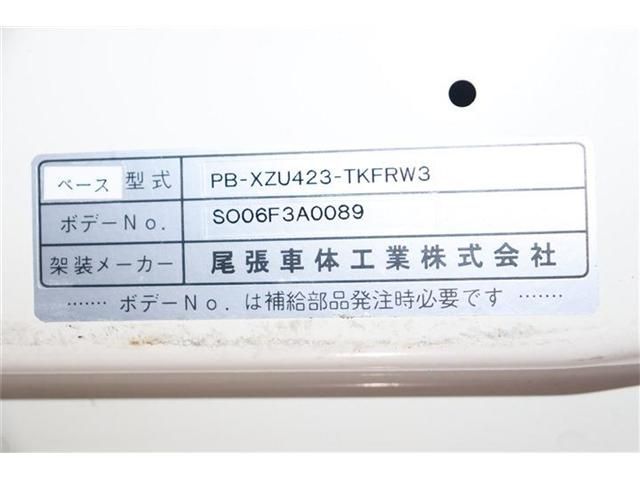 ベース 型式 PB-XZU423-TKFRW3
ボデーNo. SO06F3A0089
架装メーカー 尾張車体工業株式会社
……ボデーNo.は補給部品発注時必要です……